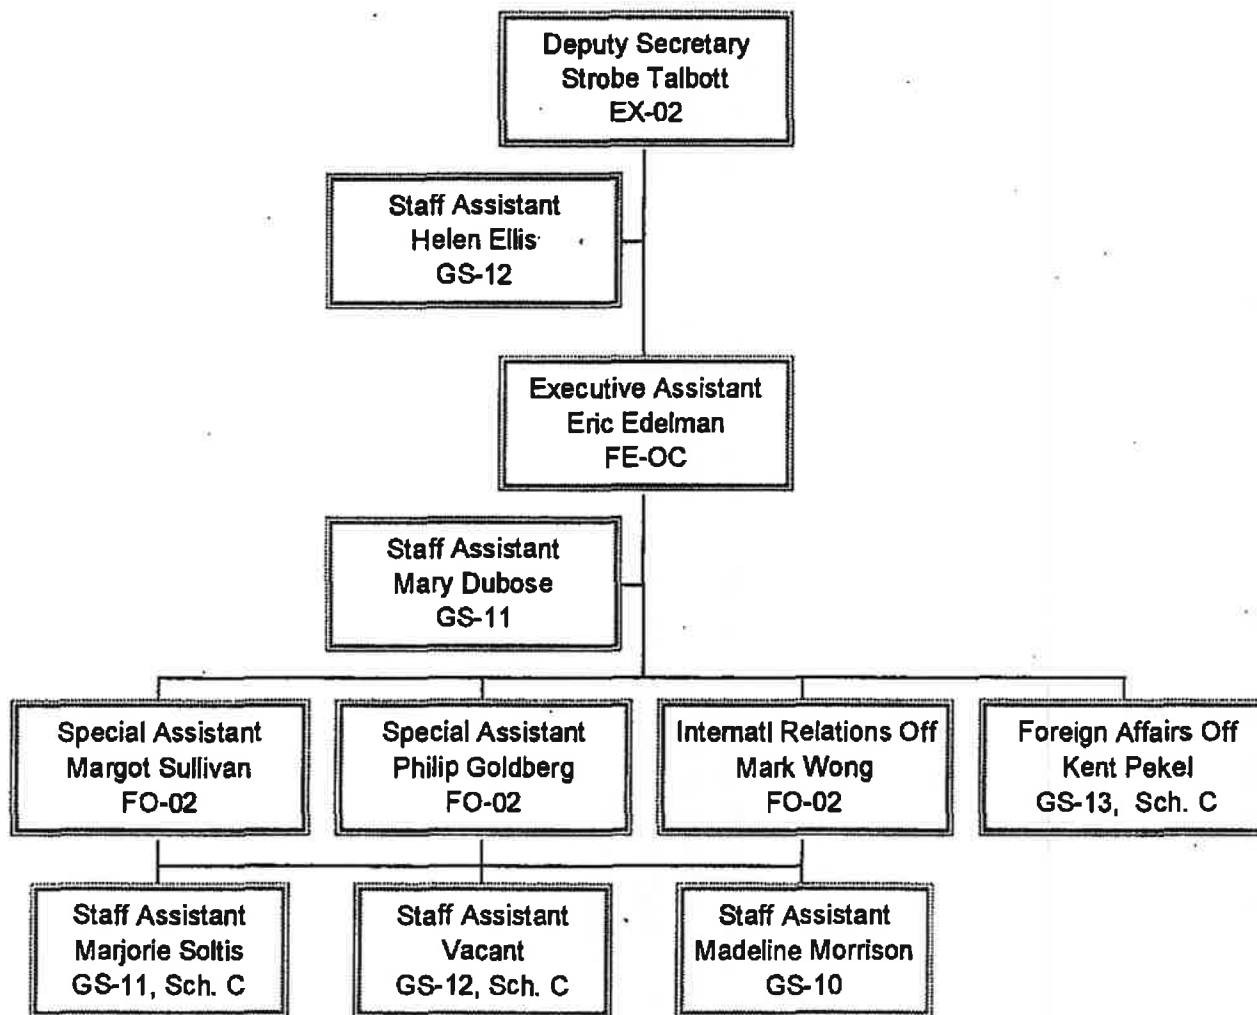 Deputy Secretary
Strobe Talbott
EX-02
Staff Assistant
Helen Ellis
GS-12
Executive Assistant
Eric Edelman
FE-OC
Staff Assistant
Mary Dubose
GS-11
Special Assistant
Margot Sullivan
FO-02
Special Assistant
Philip Goldberg
FO-02
Internatl Relations Off
Mark Wong
FO-02
Foreign Affairs Off
Kent Pekel
GS-13, Sch. C
Staff Assistant
Marjorie Soltis
GS-11, Sch. C
Staff Assistant
Vacant
GS-12, Sch. C
Staff Assistant
Madeline Morrison
GS-10